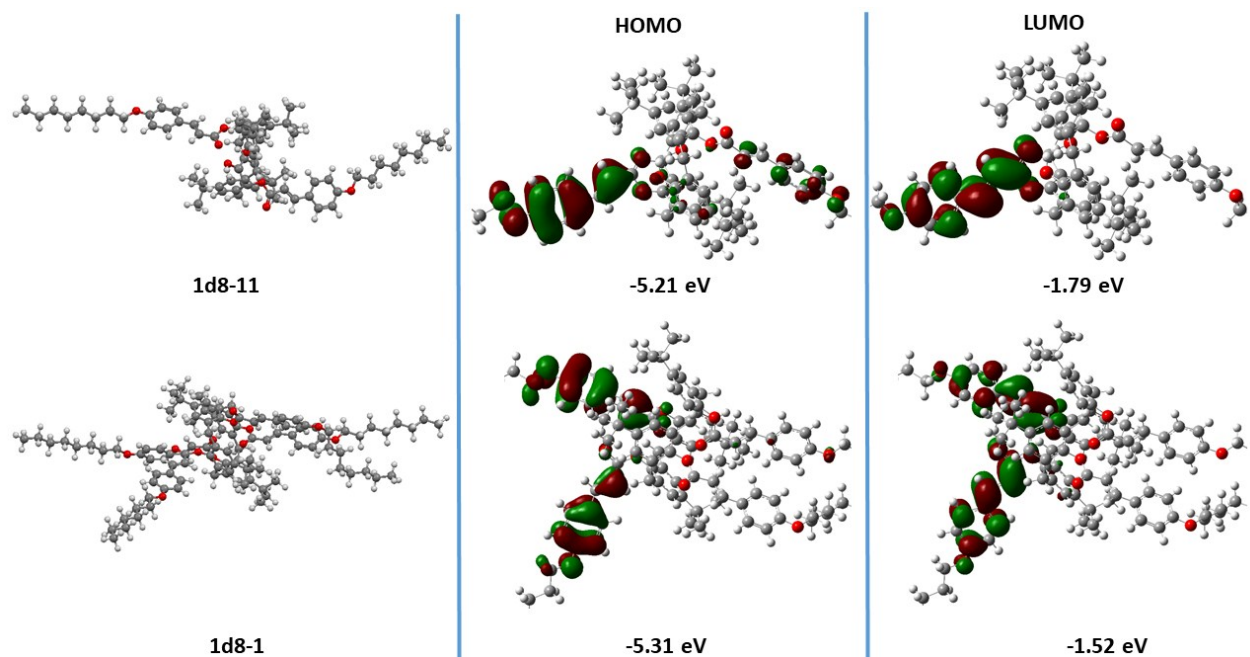 HOMO
LUMO
1d8-11
-5.21 eV
-1.79 eV
1d8-1
-5.31 eV
-1.52 eV